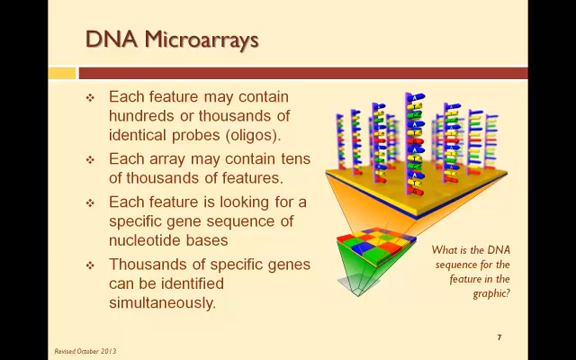 DNA Microarrays
Each feature may contain
hundreds or thousands of
identical probes (oligos).
Each array may contain tens
of thousands of features.
Each feature is looking for a
specific gene sequence of
nucleotide bases
Thousands of specific genes
can be identified
simultaneously.
What is the DNA
sequence for the
feature in the
graphic?
7
Revised October 2013